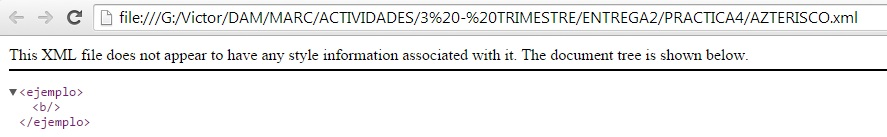 file:///G:/Victor/DAM/MARC/ACTIVIDADES/3%20-%20TRIMESTRE/ENTREGA2/PRACTICA4/AZTERISCO.xml
This XML file does not appear to have any style information associated with it. The document tree is shown below.
▼<ejemplo>
<b/>
</ejemplo>